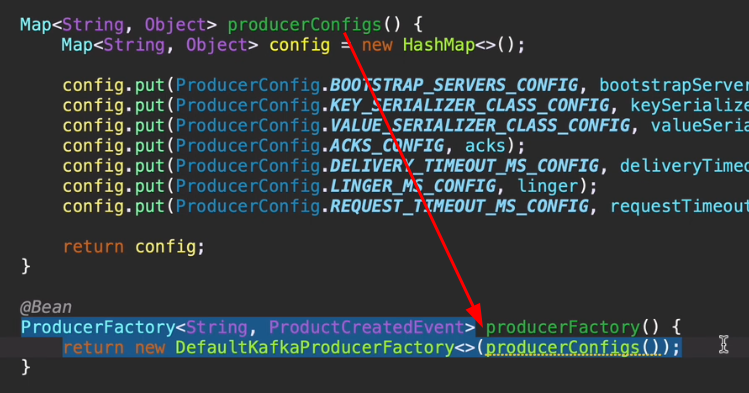 Map<String, Object> producerConfigs() {
Map<String, Object> config = new HashMap<>();
config.put(ProducerConfig.BOOTSTRAP_SERVERS_CONFIG, bootstrapServer
config.put(ProducerConfig.KEY_SERIALIZER_CLASS_CONFIG, keySerialize
config.put(ProducerConfig.VALUE_SERIALIZER_CLASS_CONFIG, valueSeria
config.put(ProducerConfig.ACKS_CONFIG, acks);
config.put(ProducerConfig.DELIVERY_TIMEOUT_MS_CONFIG, deliveryTimeo
config.put(ProducerConfig.LINGER_MS_CONFIG, linger);
config.put(ProducerConfig.REQUEST_TIMEOUT_MS_CONFIG, requestTimeout
return config;
}
@Bean
ProducerFactory<String, ProductCreatedEvent> producerFactory() {
return new DefaultKafkaProducerFactory<>(producerConfigs());
}